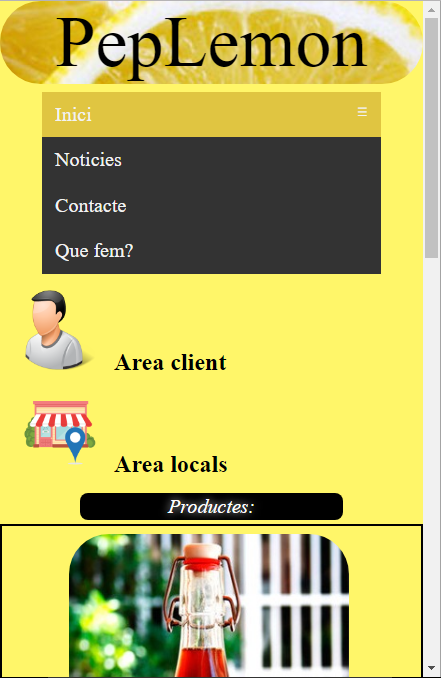 PepLemon
Inici ☰
Noticies
Contacte
Que fem?
Area client
Area locals
Productes: